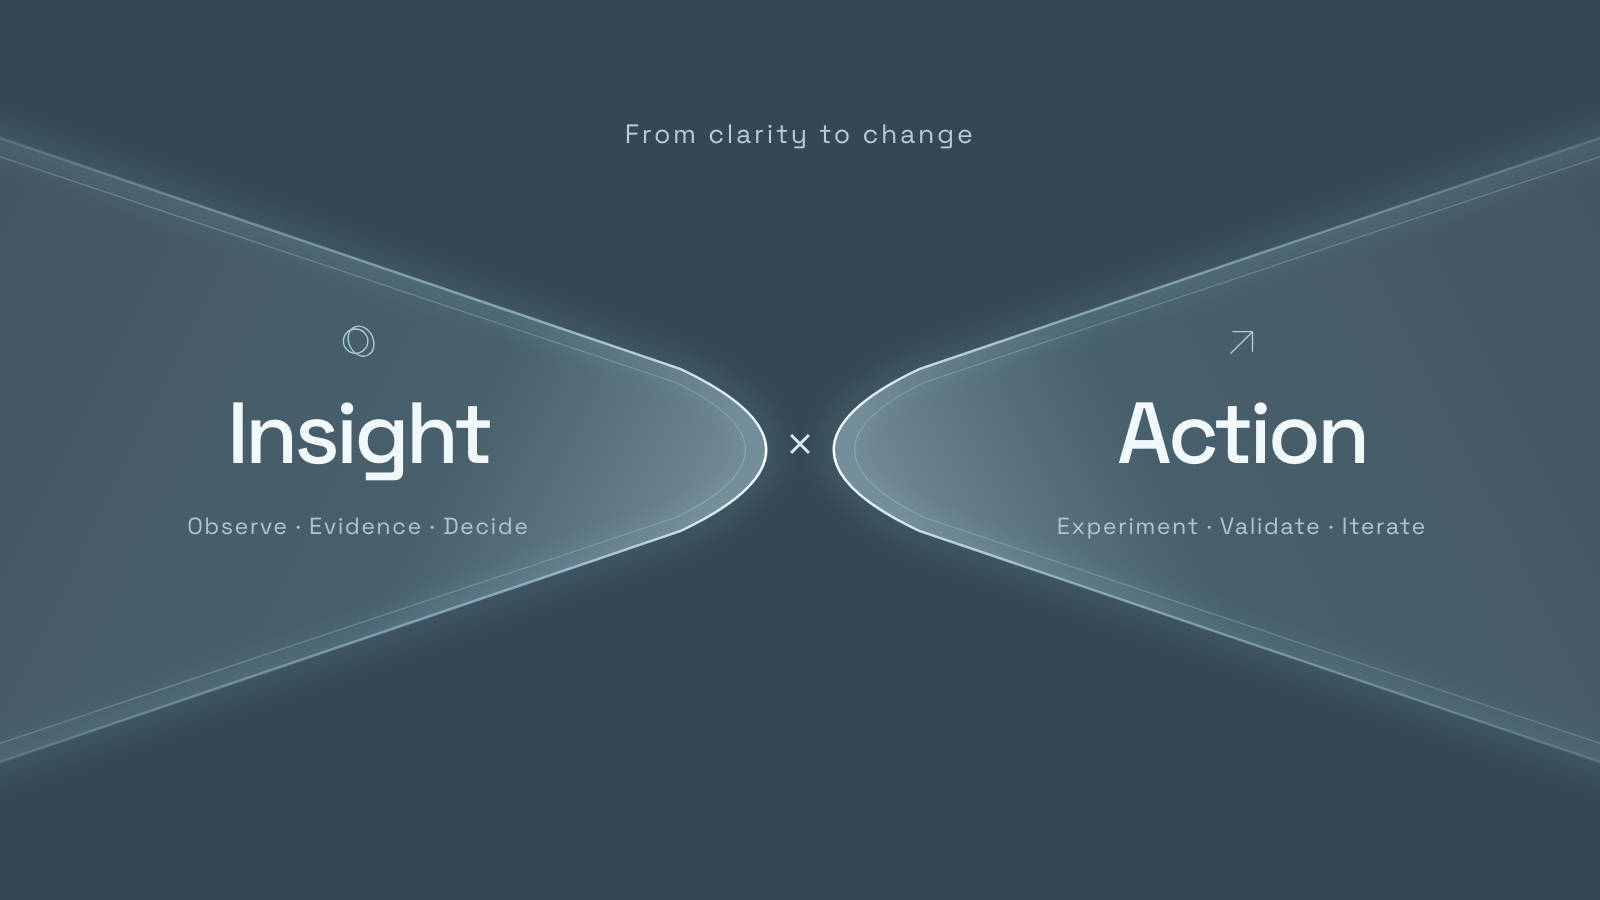 From clarity to change
Insight
Observe · Evidence · Decide
×
Action
Experiment · Validate · Iterate